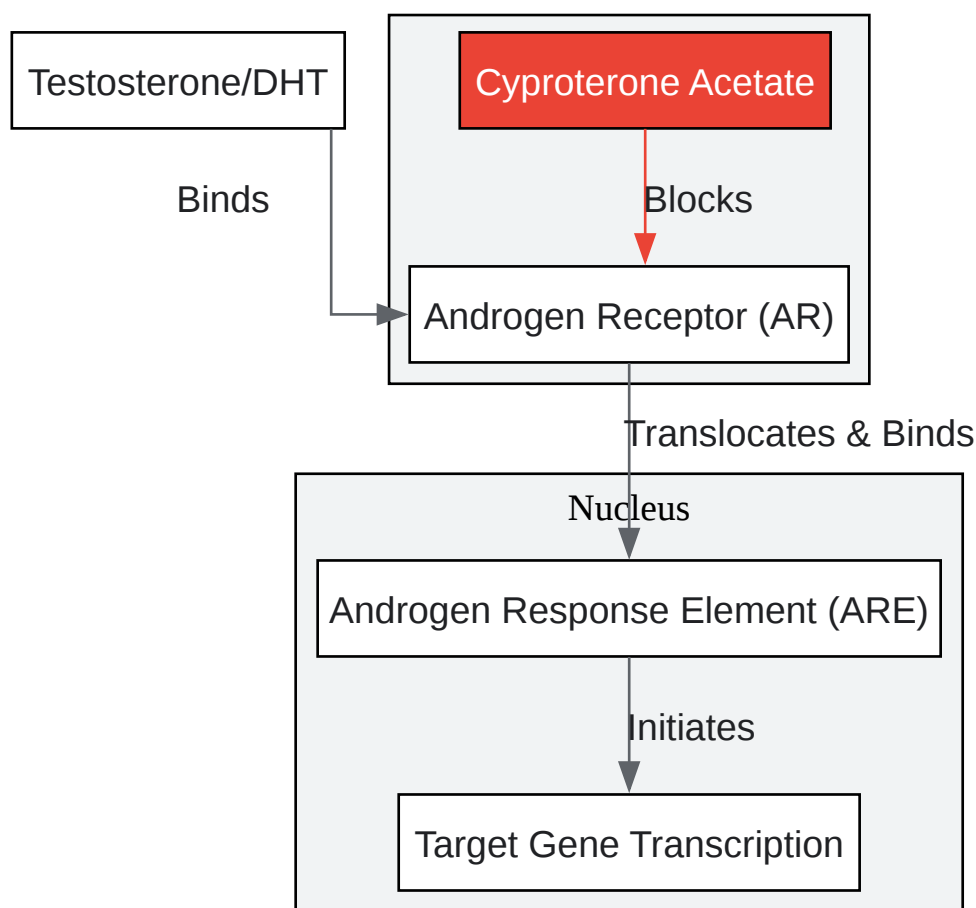 Testosterone/DHT
Cyproterone Acetate
Binds
Blocks
Androgen Receptor (AR)
Translocates & Binds
Nucleus
Androgen Response Element (ARE)
Initiates
Target Gene Transcription